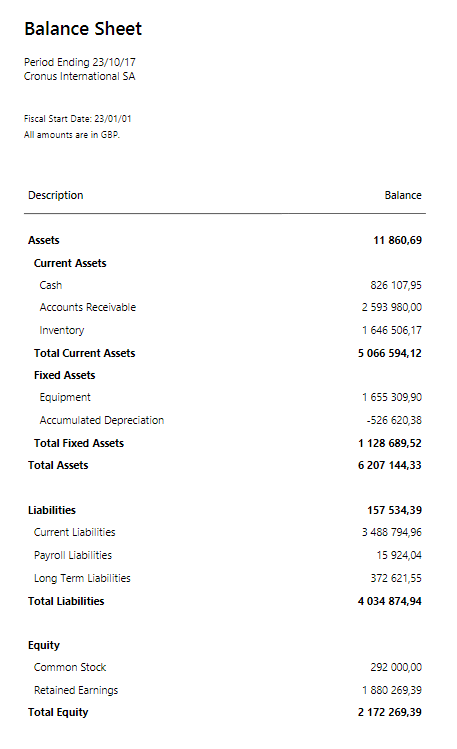 Balance Sheet
Period Ending 23/10/17
Cronus International SA
Fiscal Start Date: 23/01/01
All amounts are in GBP.
Description Balance
Assets 11 860,69
Current Assets
Cash 826 107,95
Accounts Receivable 2 593 980,00
Inventory 1 646 506,17
Total Current Assets 5 066 594,12
Fixed Assets
Equipment 1 655 309,90
Accumulated Depreciation -526 620,38
Total Fixed Assets 1 128 689,52
Total Assets 6 207 144,33
Liabilities 157 534,39
Current Liabilities 3 488 794,96
Payroll Liabilities 15 924,04
Long Term Liabilities 372 621,55
Total Liabilities 4 034 874,94
Equity
Common Stock 292 000,00
Retained Earnings 1 880 269,39
Total Equity 2 172 269,39